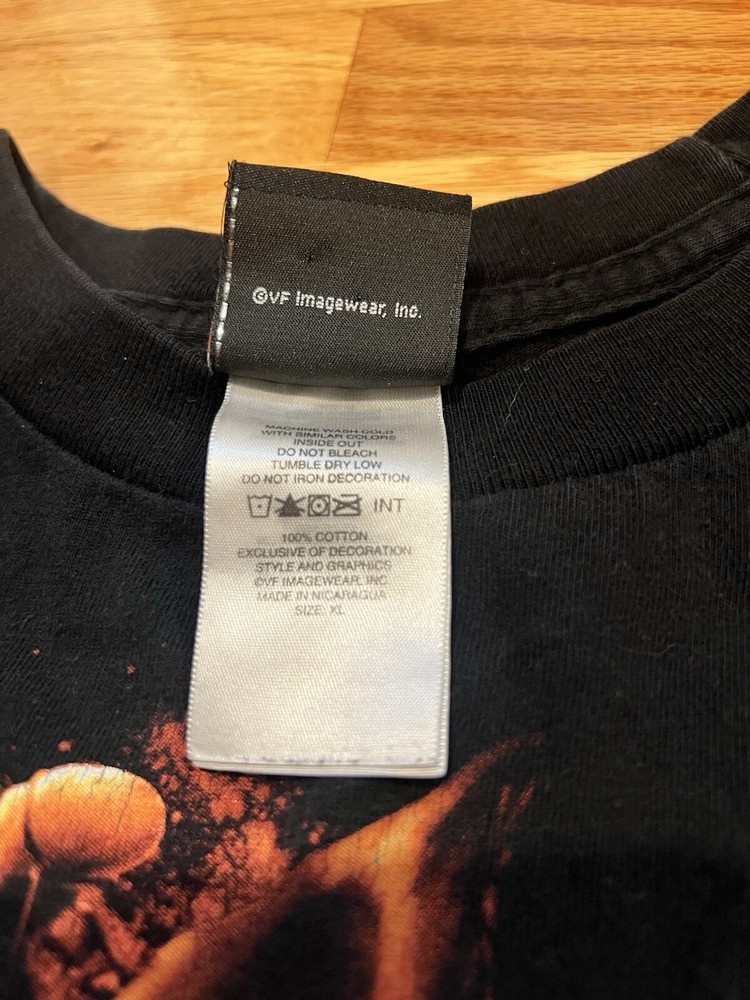 ©VF Imagewear, Inc.
MACHINE WASH COLD
WITH SIMILAR COLORS
INSIDE OUT
DO NOT BLEACH
TUMBLE DRY LOW
DO NOT IRON DECORATION
INT
100% COTTON
EXCLUSIVE OF DECORATION
STYLE AND GRAPHICS
©VF IMAGEWEAR, INC
MADE IN NICARAGUA
SIZE: XL